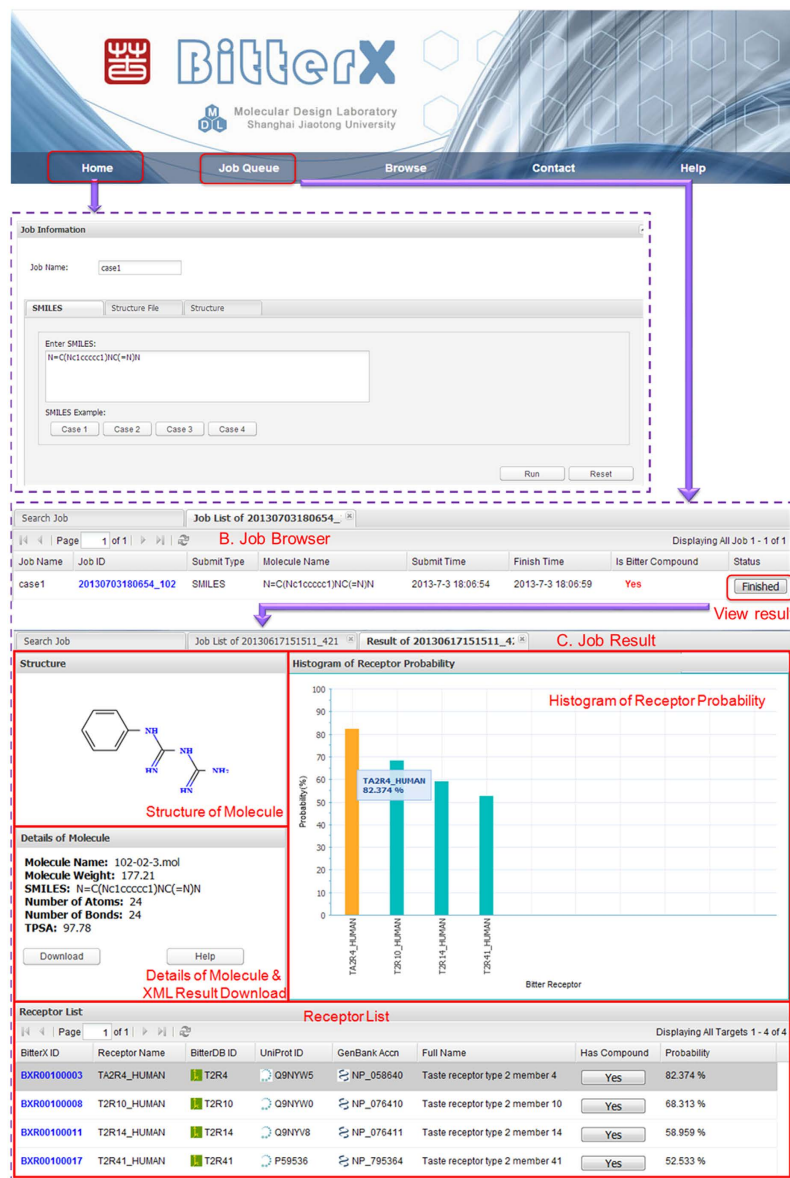 BitterX
MDL
Molecular Design Laboratory
Shanghai Jiaotong University
Home Job Queue Browse Contact Help
Job Information
Job Name: case1
SMILES Structure File Structure
Enter SMILES:
N=C(Nc1ccccc1)NC(=N)N
SMILES Example:
Case 1 Case 2 Case 3 Case 4
Run Reset
Search Job Job List of 20130703180654_
Page 1 of 1 B. Job Browser Displaying All Job 1 - 1 of 1
Job Name Job ID Submit Type Molecule Name Submit Time Finish Time Is Bitter Compound Status
case1 20130703180654_102 SMILES N=C(Nc1ccccc1)NC(=N)N 2013-7-3 18:06:54 2013-7-3 18:06:59 Yes Finished
View result
Search Job Job List of 20130617151511_421 Result of 20130617151511_4: C. Job Result
Structure
NH
NH
NH
NH
NH2
Structure of Molecule
Details of Molecule
Molecule Name: 102-02-3.mol
Molecule Weight: 177.21
SMILES: N=C(Nc1ccccc1)NC(=N)N
Number of Atoms: 24
Number of Bonds: 24
TPSA: 97.78
Download Help
Details of Molecule &
XML Result Download
Histogram of Receptor Probability
Histogram of Receptor Probability
100
90
80
70
60
50
40
30
20
10
0
Probability(%)
TA2R4_HUMAN
82.374 %
TA2R4_HUMAN
T2R10_HUMAN
T2R14_HUMAN
T2R41_HUMAN
Bitter Receptor
Receptor List
Receptor List
Page 1 of 1 Displaying All Targets 1 - 4 of 4
BitterX ID Receptor Name BitterDB ID UniProt ID GenBank Accn Full Name Has Compound Probability
BXR00100003 TA2R4_HUMAN T2R4 Q9NYW5 NP_058640 Taste receptor type 2 member 4 Yes 82.374 %
BXR00100008 T2R10_HUMAN T2R10 Q9NYW0 NP_076410 Taste receptor type 2 member 10 Yes 68.313 %
BXR00100011 T2R14_HUMAN T2R14 Q9NYV8 NP_076411 Taste receptor type 2 member 14 Yes 58.959 %
BXR00100017 T2R41_HUMAN T2R41 P59536 NP_795364 Taste receptor type 2 member 41 Yes 52.533 %